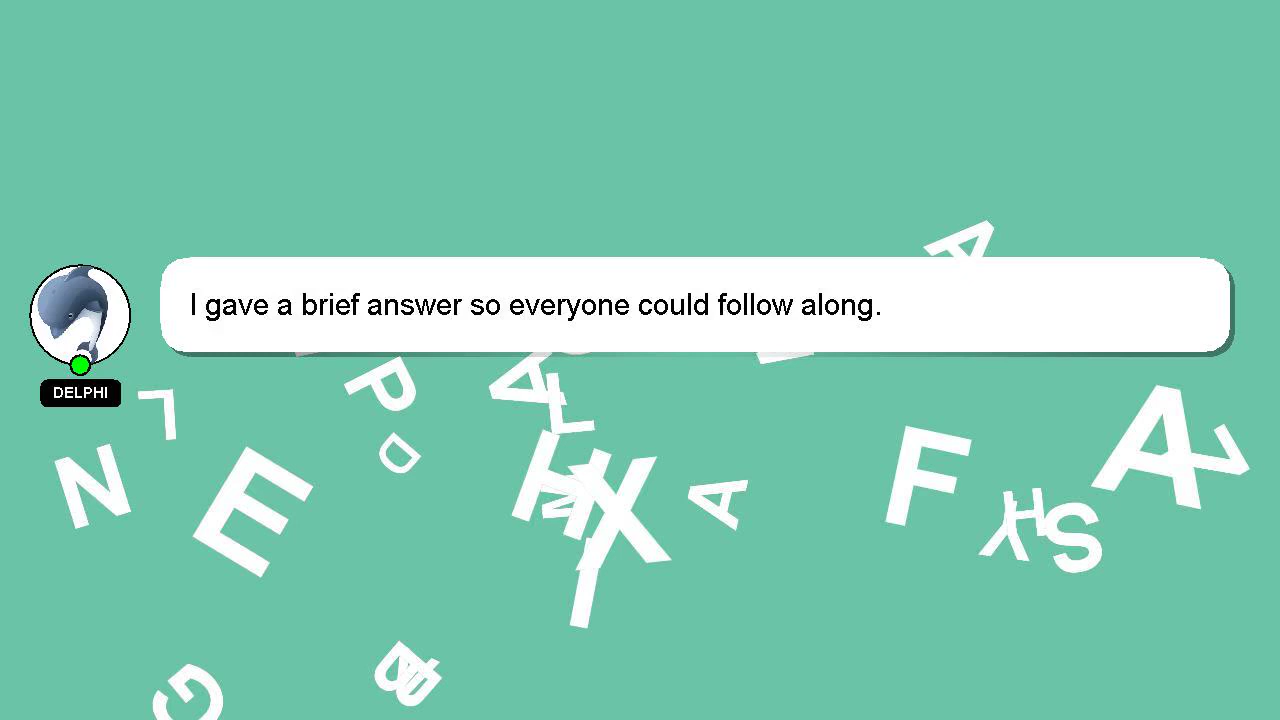 I gave a brief answer so everyone could follow along.
DELPHI
A
P
A
L
L
D
N
E
H
X
N
A
F
A
Z
X
H
S
I
G
B